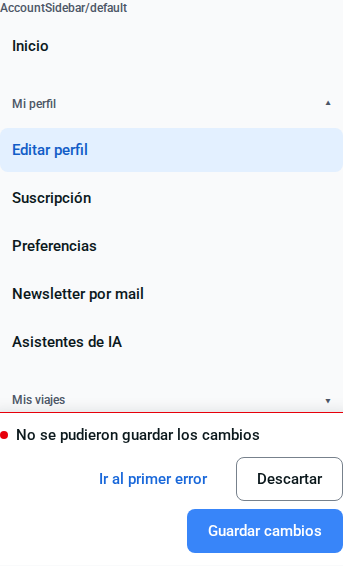 AccountSidebar/default
Inicio
Mi perfil
Editar perfil
Suscripción
Preferencias
Newsletter por mail
Asistentes de IA
Mis viajes
No se pudieron guardar los cambios
Ir al primer error
Descartar
Guardar cambios